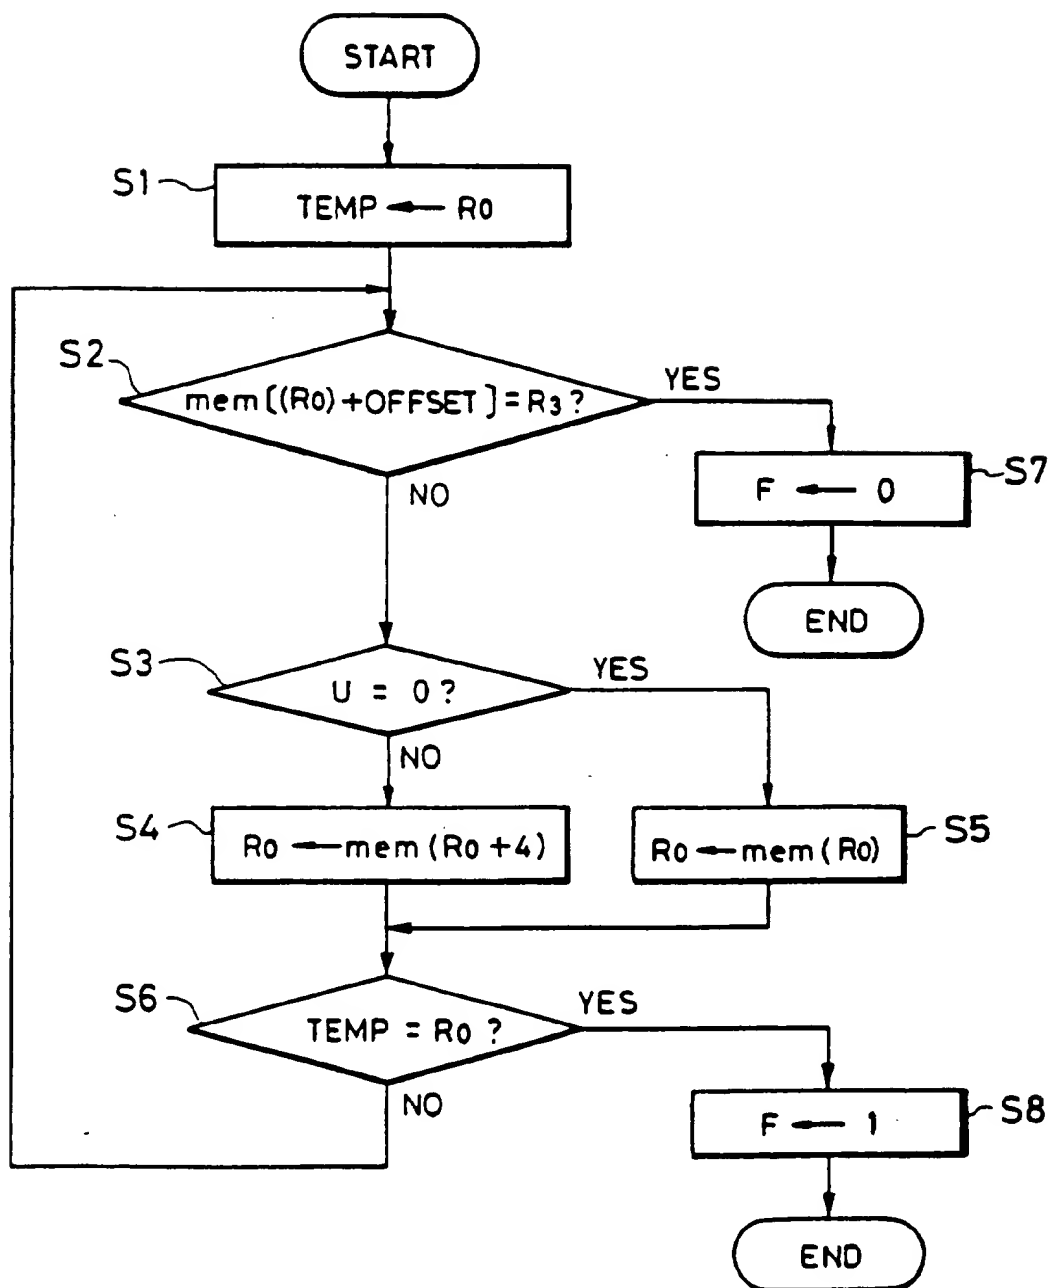 START
S1
TEMP ← R0
S2
mem[(R0)+OFFSET]=R3?
YES
NO
F ← 0
S7
END
S3
U = 0?
YES
NO
S4
R0 ← mem(R0+4)
R0 ← mem(R0)
S5
S6
TEMP = R0?
YES
NO
F ← 1
S8
END